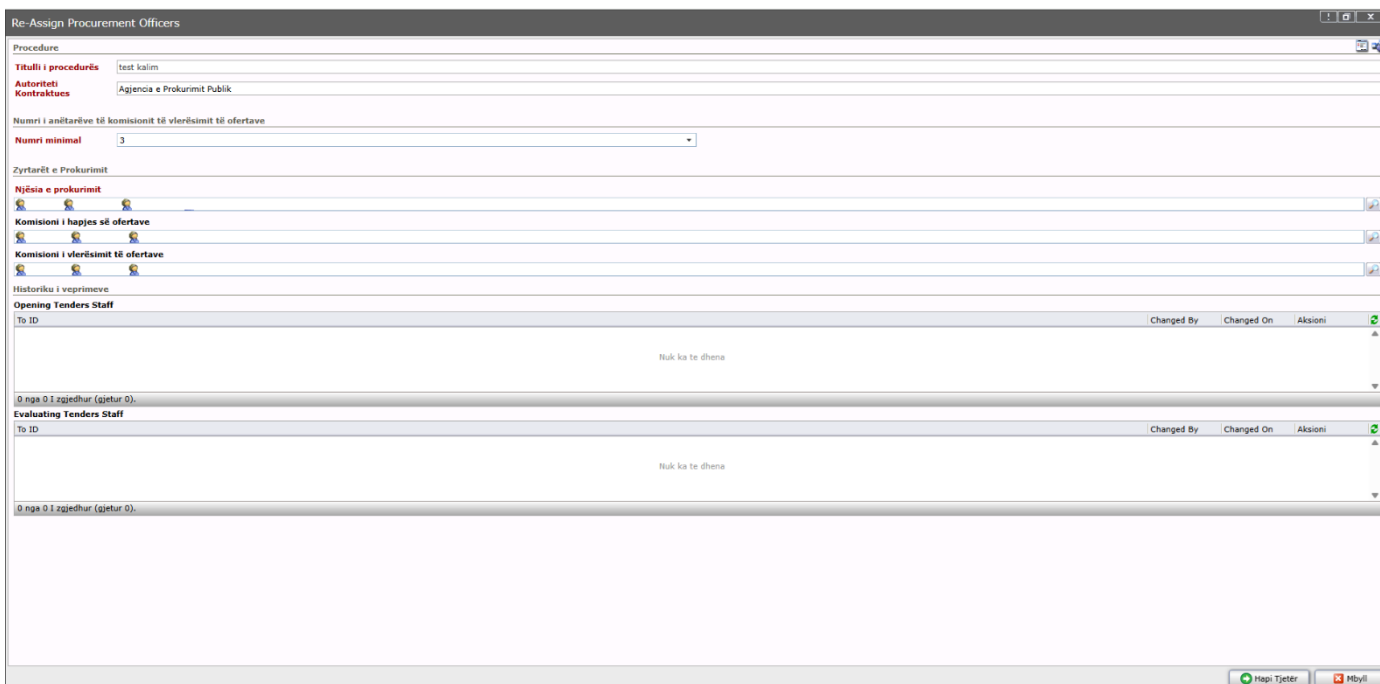 Re-Assign Procurement Officers
Procedure
Titulli i procedurës test kalim
Autoriteti Kontraktues Agjencia e Prokurimit Publik
Numri i anëtarëve të komisionit të vlerësimit të ofertave
Numri minimal 3
Zyrtarët e Prokurimit
Njësia e prokurimit
Komisioni i hapjes së ofertave
Komisioni i vlerësimit të ofertave
Historiku i veprimeve
Opening Tenders Staff
To ID Changed By Changed On Aksioni
Nuk ka te dhena
0 nga 0 I zgjedhur (gjetur 0).
Evaluating Tenders Staff
To ID Changed By Changed On Aksioni
Nuk ka te dhena
0 nga 0 I zgjedhur (gjetur 0).
Hapi Tjetër Mbyll